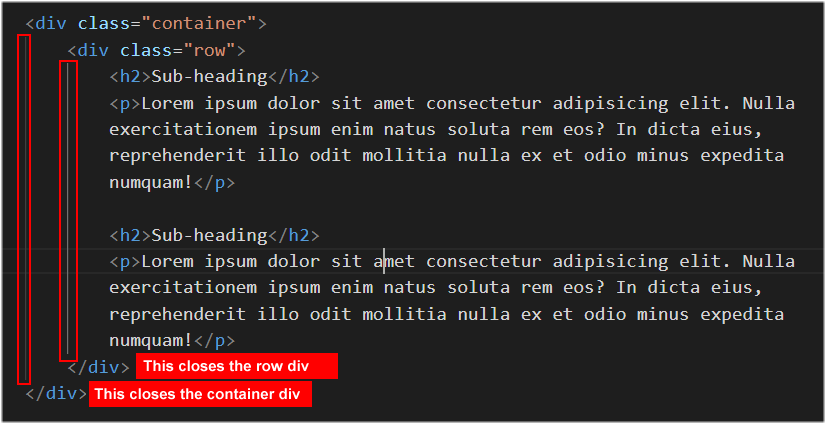 <div class="container">
<div class="row">
<h2>Sub-heading</h2>
<p>Lorem ipsum dolor sit amet consectetur adipisicing elit. Nulla
exercitationem ipsum enim natus soluta rem eos? In dicta eius,
reprehenderit illo odit mollitia nulla ex et odio minus expedita
numquam!</p>
<h2>Sub-heading</h2>
<p>Lorem ipsum dolor sit amet consectetur adipisicing elit. Nulla
exercitationem ipsum enim natus soluta rem eos? In dicta eius,
reprehenderit illo odit mollitia nulla ex et odio minus expedita
numquam!</p>
</div> This closes the row div
</div> This closes the container div